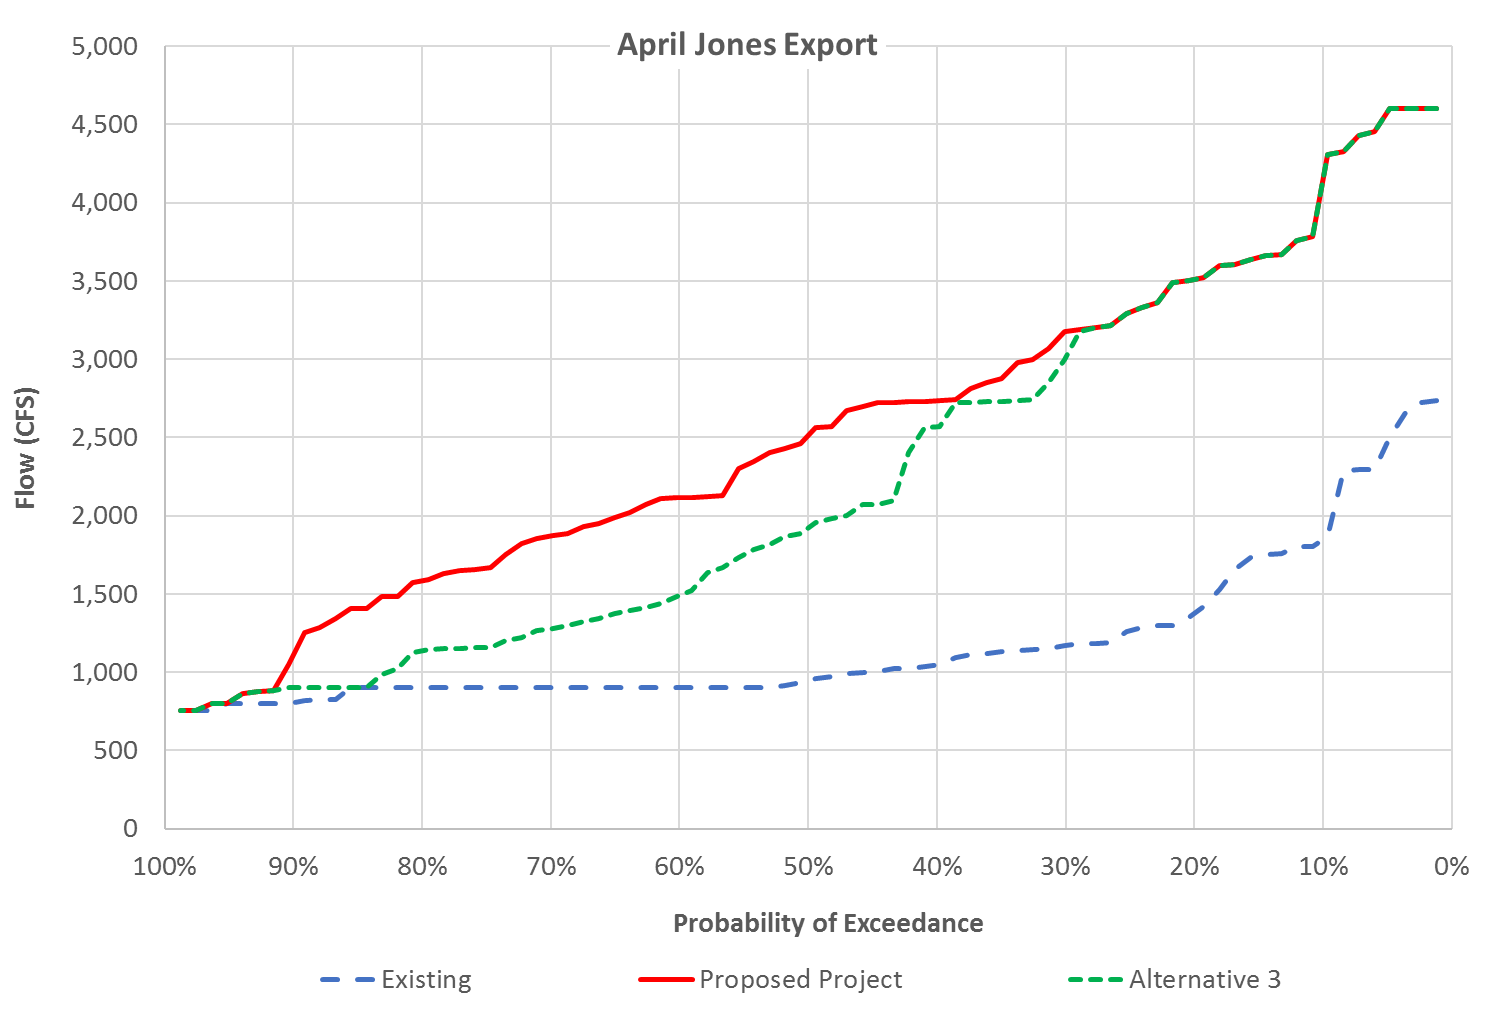 April Jones Export
5,000
4,500
4,000
3,500
3,000
2,500
2,000
1,500
1,000
500
0
Flow (CFS)
100% 90% 80% 70% 60% 50% 40% 30% 20% 10% 0%
Probability of Exceedance
Existing Proposed Project Alternative 3